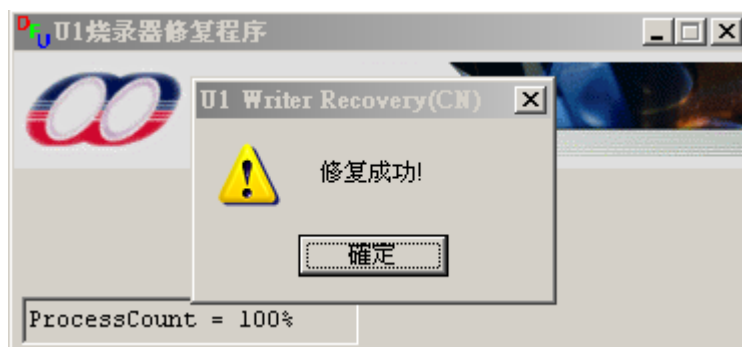 DFU U1烧录器修复程序
U1 Writer Recovery(CN)
修复成功!
確定
ProcessCount = 100%